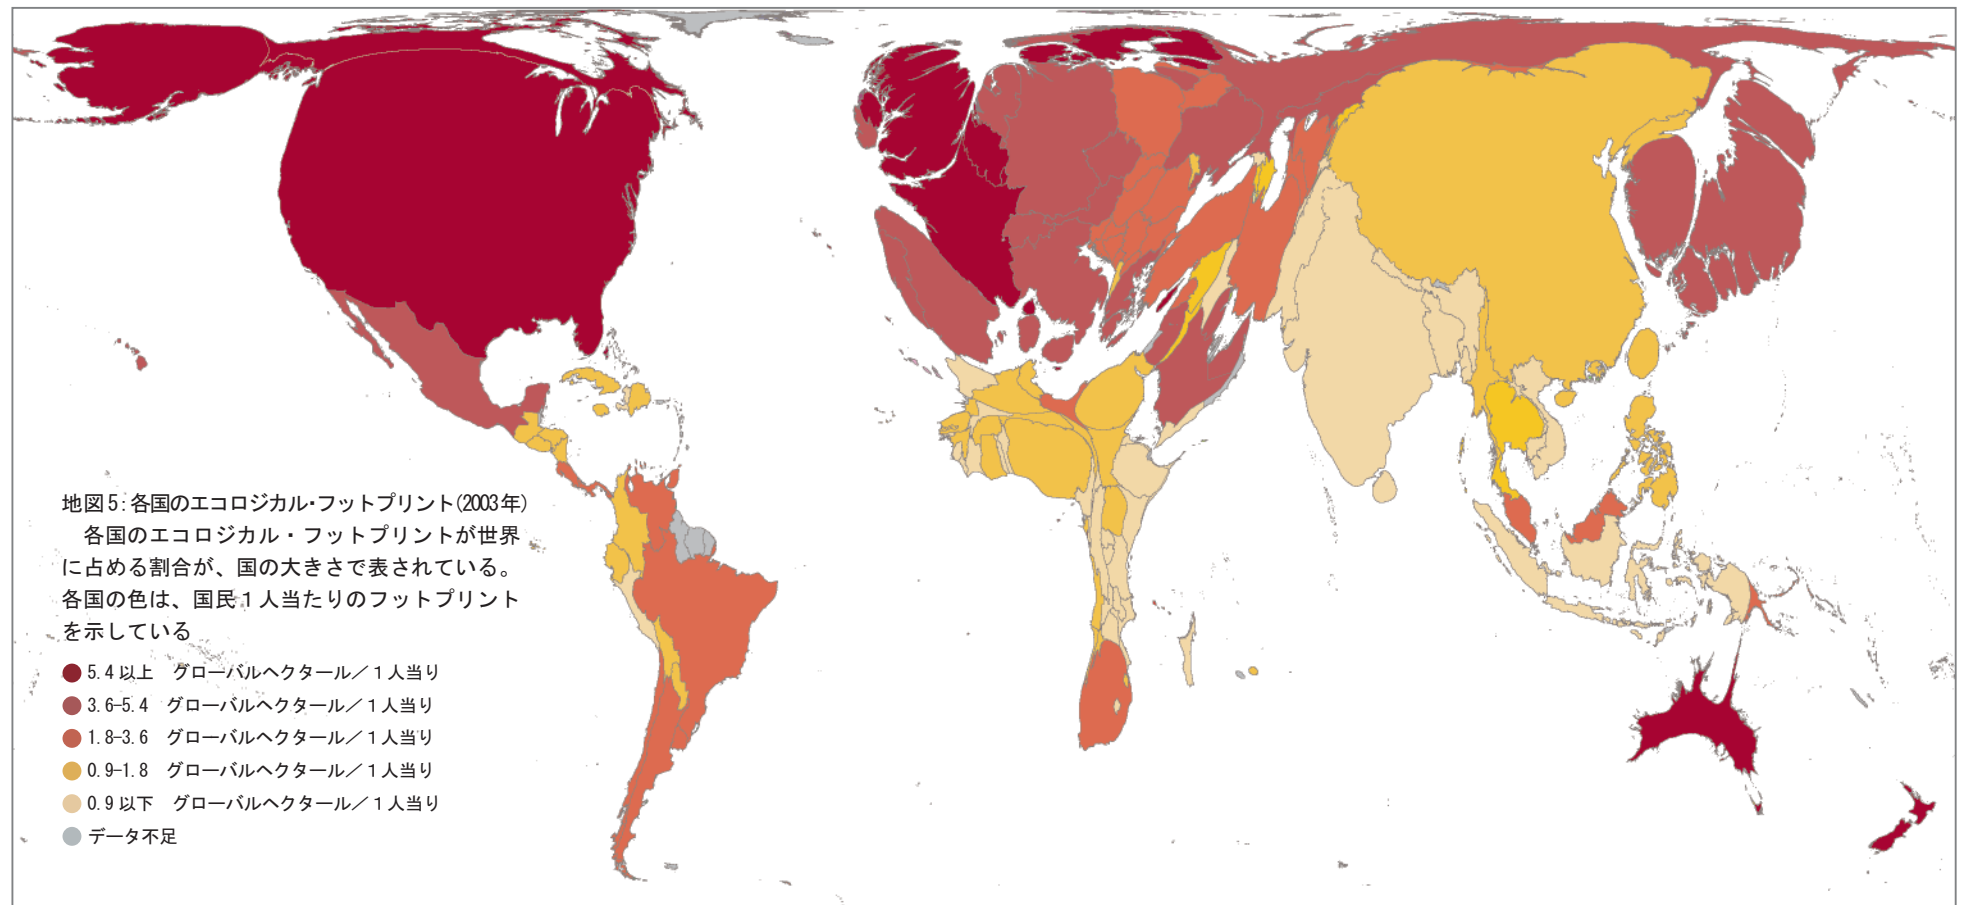 地図5:各国のエコロジカル・フットプリント(2003年)
各国のエコロジカル・フットプリントが世界
に占める割合が、国の大きさで表されている。
各国の色は、国民1人当たりのフットプリント
を示している
5.4以上 グローバルヘクタール/1人当り
3.6-5.4 グローバルヘクタール/1人当り
1.8-3.6 グローバルヘクタール/1人当り
0.9-1.8 グローバルヘクタール/1人当り
0.9以下 グローバルヘクタール/1人当り
データ不足